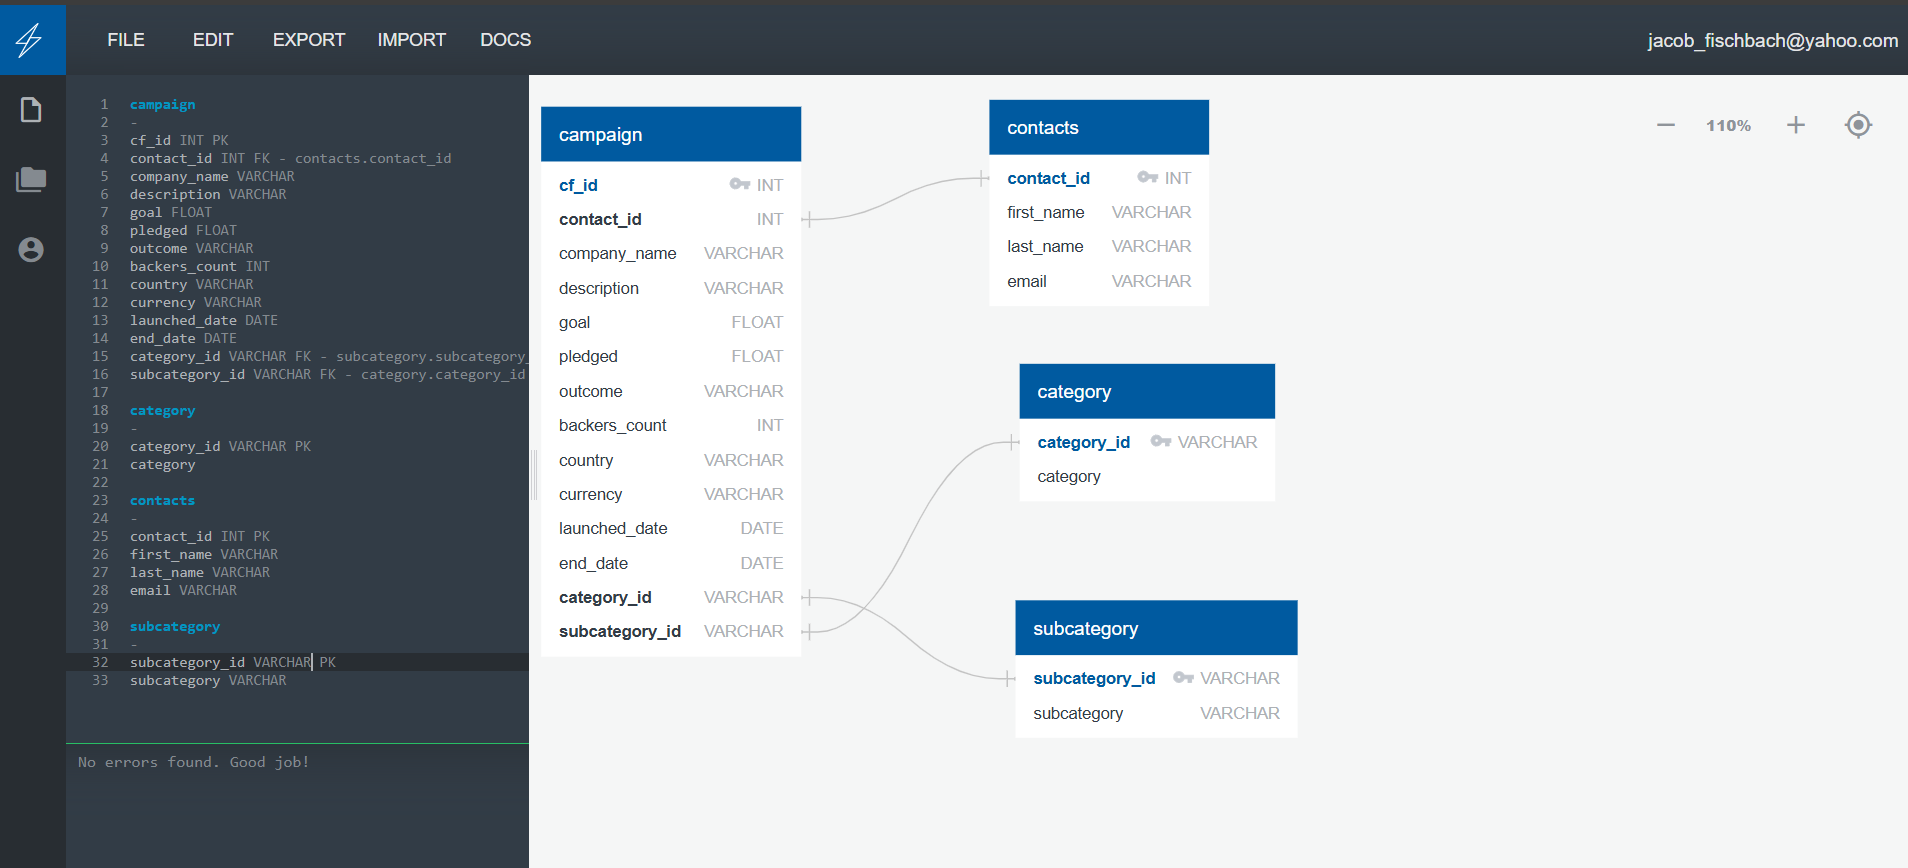 FILE EDIT EXPORT IMPORT DOCS jacob_fischbach@yahoo.com
1 campaign
2 -
3 cf_id INT PK
4 contact_id INT FK - contacts.contact_id
5 company_name VARCHAR
6 description VARCHAR
7 goal FLOAT
8 pledged FLOAT
9 outcome VARCHAR
10 backers_count INT
11 country VARCHAR
12 currency VARCHAR
13 launched_date DATE
14 end_date DATE
15 category_id VARCHAR FK - subcategory.subcategory_
16 subcategory_id VARCHAR FK - category.category_id
17
18 category
19 -
20 category_id VARCHAR PK
21 category
22
23 contacts
24 -
25 contact_id INT PK
26 first_name VARCHAR
27 last_name VARCHAR
28 email VARCHAR
29
30 subcategory
31 -
32 subcategory_id VARCHAR PK
33 subcategory VARCHAR
No errors found. Good job!
campaign
cf_id INT
contact_id INT
company_name VARCHAR
description VARCHAR
goal FLOAT
pledged FLOAT
outcome VARCHAR
backers_count INT
country VARCHAR
currency VARCHAR
launched_date DATE
end_date DATE
category_id VARCHAR
subcategory_id VARCHAR
contacts
contact_id INT
first_name VARCHAR
last_name VARCHAR
email VARCHAR
category
category_id VARCHAR
category
subcategory
subcategory_id VARCHAR
subcategory VARCHAR
110%